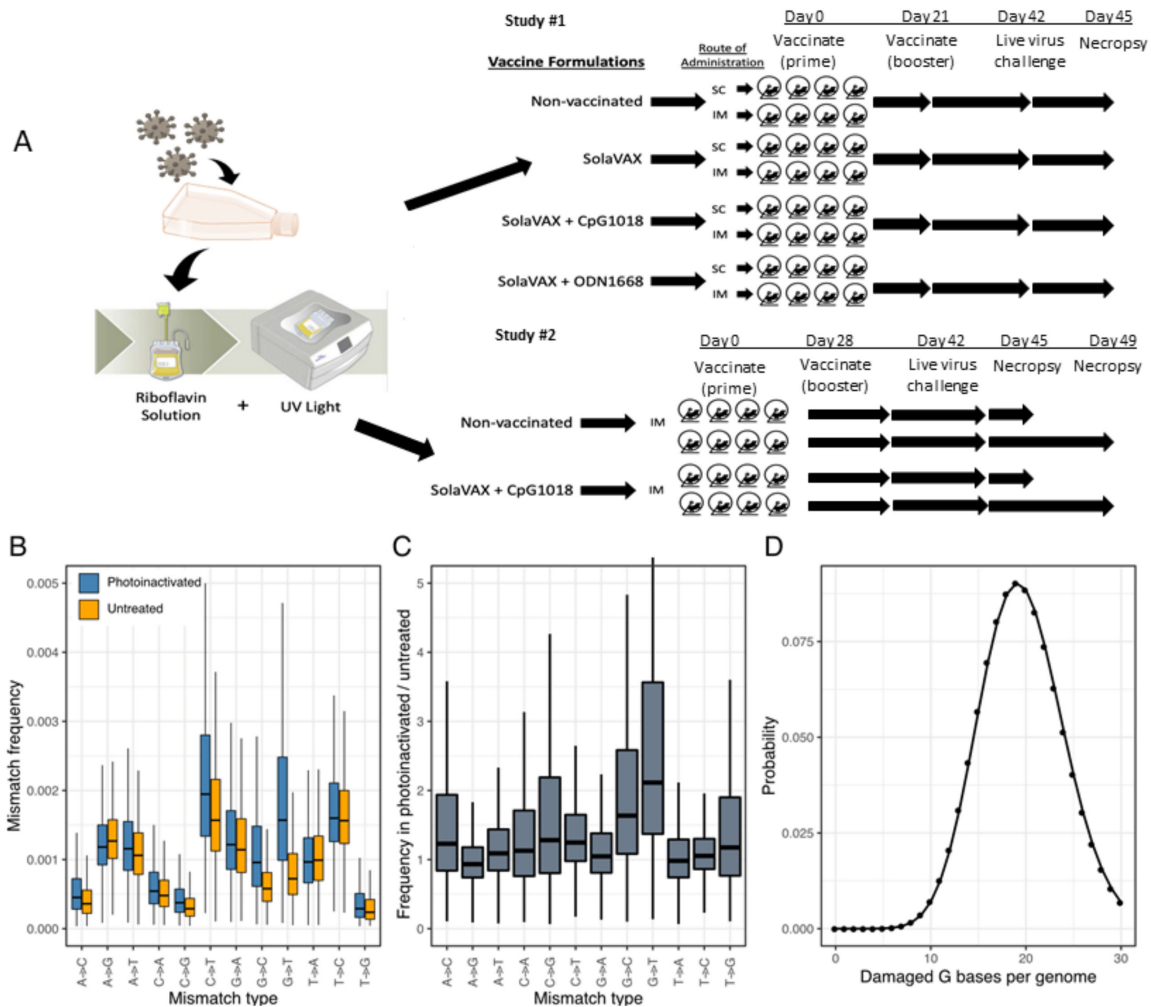 A
Study #1
Day 0 Day 21 Day 42 Day 45
Vaccine Formulations
Route of
Administration
Vaccinate
(prime)
Vaccinate
(booster)
Live virus
challenge
Necropsy
Non-vaccinated
SC
IM
SolaVAX
SC
IM
SolaVAX + CpG1018
SC
IM
SolaVAX + ODN1668
SC
IM
Riboflavin
Solution
+
UV Light
Study #2
Day 0 Day 28 Day 42 Day 45 Day 49
Vaccinate
(prime)
Vaccinate
(booster)
Live virus
challenge
Necropsy
Necropsy
Non-vaccinated
IM
SolaVAX + CpG1018
IM
B
Mismatch frequency
0.005
0.004
0.003
0.002
0.001
0.000
Photoinactivated
Untreated
A->C A->G A->T C->A C->G C->T G->A G->C G->T T->A T->C T->G
Mismatch type
C
Frequency in photoinactivated / untreated
5
4
3
2
1
0
A->C A->G A->T C->A C->G C->T G->A G->C G->T T->A T->C T->G
Mismatch type
D
Probability
0.075
0.050
0.025
0.000
0 10 20 30
Damaged G bases per genome